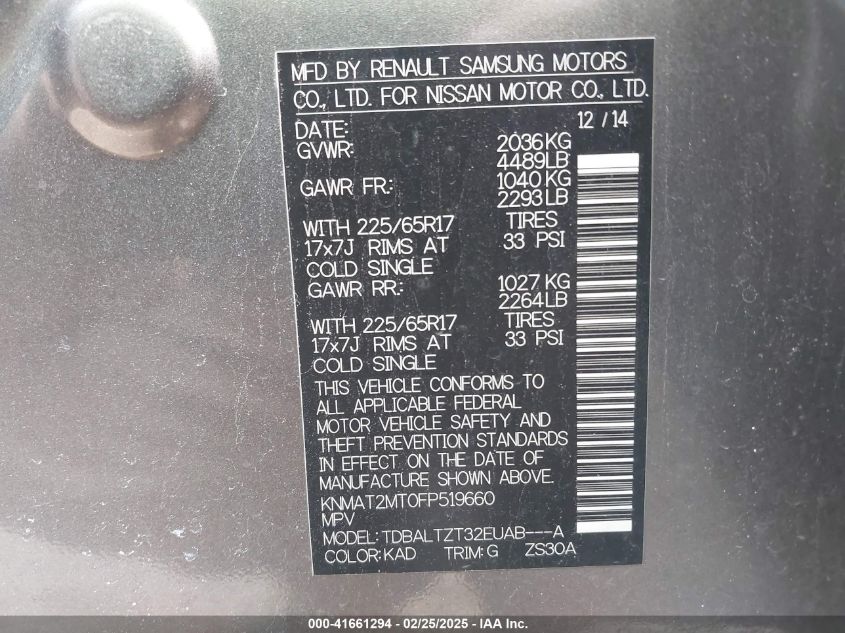 MFD BY RENAULT SAMSUNG MOTORS
CO., LTD. FOR NISSAN MOTOR CO., LTD.
DATE: 12 / 14
GVWR: 2036 KG
4489LB
GAWR FR: 1040 KG
2293 LB
WITH 225/65R17 TIRES
17x7J RIMS AT 33 PSI
COLD SINGLE
GAWR RR: 1027 KG
2264LB
WITH 225/65R17 TIRES
17x7J RIMS AT 33 PSI
COLD SINGLE
THIS VEHICLE CONFORMS TO
ALL APPLICABLE FEDERAL
MOTOR VEHICLE SAFETY AND
THEFT PREVENTION STANDARDS
IN EFFECT ON THE DATE OF
MANUFACTURE SHOWN ABOVE.
KNMAT2MT0FP519660
MPV
MODEL: TDBALTZT32EUAB---A
COLOR: KAD TRIM: G ZS30A
000-41661294 - 02/25/2025 - IAA Inc.